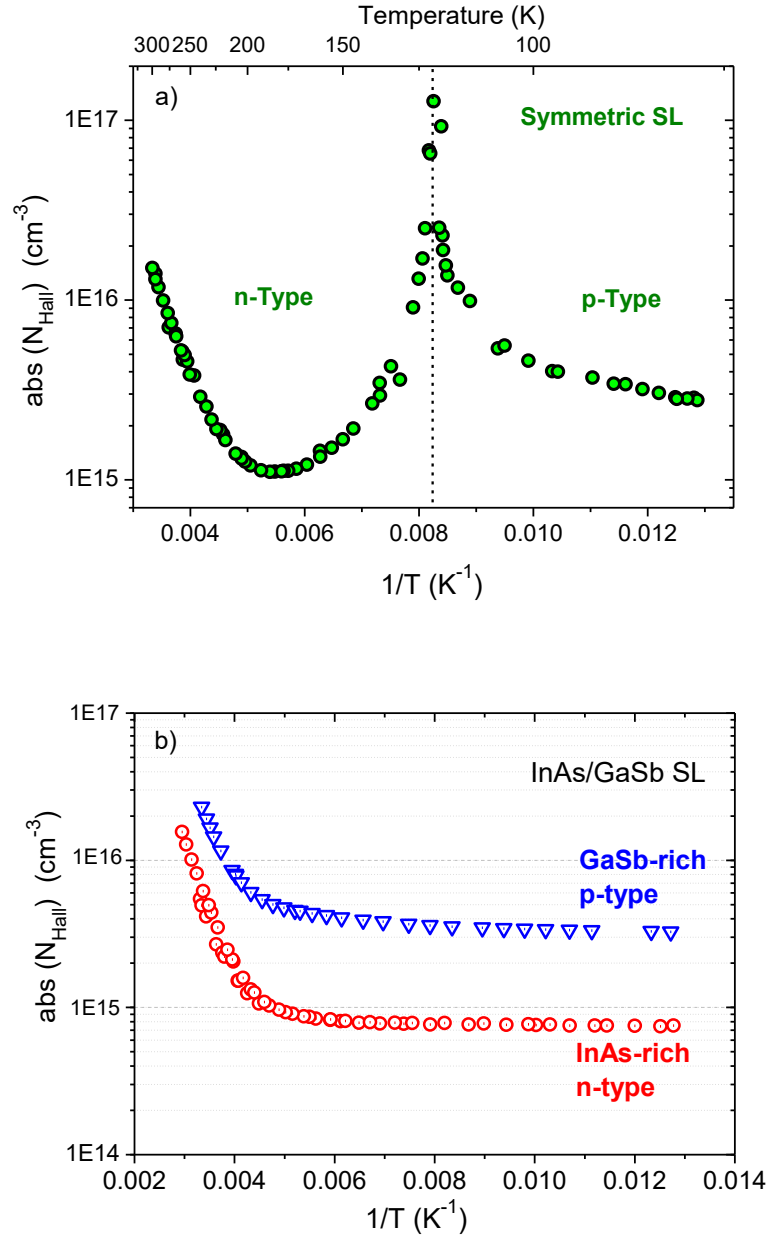 Temperature (K)
300 250 200 150 100
a)
Symmetric SL
n-Type
p-Type
1E17
1E16
1E15
abs (N_Hall) (cm⁻³)
0.004 0.006 0.008 0.010 0.012
1/T (K⁻¹)
b)
InAs/GaSb SL
GaSb-rich
p-type
InAs-rich
n-type
1E17
1E16
1E15
1E14
abs (N_Hall) (cm⁻³)
0.002 0.004 0.006 0.008 0.010 0.012 0.014
1/T (K⁻¹)